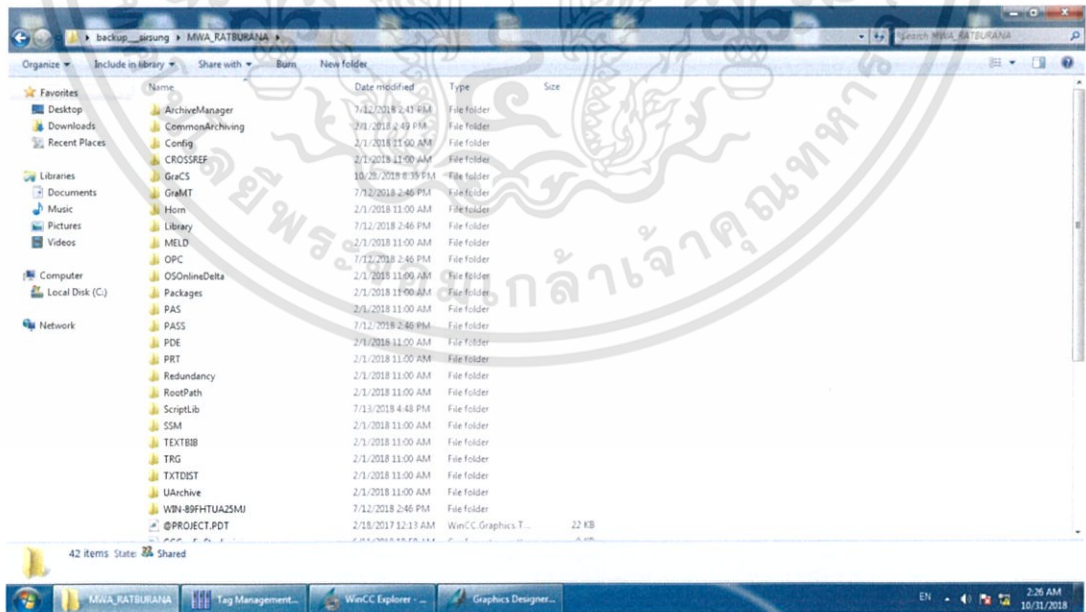 backup__sirsung ▸ MWA_RATBURANA ▸
Search MWA_RATBURANA
Organize Include in library Share with Burn New folder
Favorites
Desktop
Downloads
Recent Places
Libraries
Documents
Music
Pictures
Videos
Computer
Local Disk (C:)
Network
Name Date modified Type Size
ArchiveManager 7/12/2018 2:41 PM File folder
CommonArchiving 2/1/2018 2:49 PM File folder
Config 2/1/2018 11:00 AM File folder
CROSSREF 2/1/2018 11:00 AM File folder
GraCS 10/28/2018 8:35 PM File folder
GraMT 7/12/2018 2:46 PM File folder
Horn 2/1/2018 11:00 AM File folder
Library 7/12/2018 2:46 PM File folder
MELD 2/1/2018 11:00 AM File folder
OPC 7/12/2018 2:46 PM File folder
OSOnlineDelta 2/1/2018 11:00 AM File folder
Packages 2/1/2018 11:00 AM File folder
PAS 2/1/2018 11:00 AM File folder
PASS 7/12/2018 2:46 PM File folder
PDE 2/1/2018 11:00 AM File folder
PRT 2/1/2018 11:00 AM File folder
Redundancy 2/1/2018 11:00 AM File folder
RootPath 2/1/2018 11:00 AM File folder
ScriptLib 7/13/2018 4:48 PM File folder
SSM 2/1/2018 11:00 AM File folder
TEXTBIB 2/1/2018 11:00 AM File folder
TRG 2/1/2018 11:00 AM File folder
TXTDIST 2/1/2018 11:00 AM File folder
UArchive 2/1/2018 11:00 AM File folder
WIN-89FHTUA25MJ 7/12/2018 2:46 PM File folder
@PROJECT.PDT 2/18/2017 12:13 AM WinCC.Graphics.T... 22 KB
42 items State: Shared
MWA_RATBURANA Tag Management... WinCC Explorer - ... Graphics Designer...
EN 2:26 AM
10/31/2018